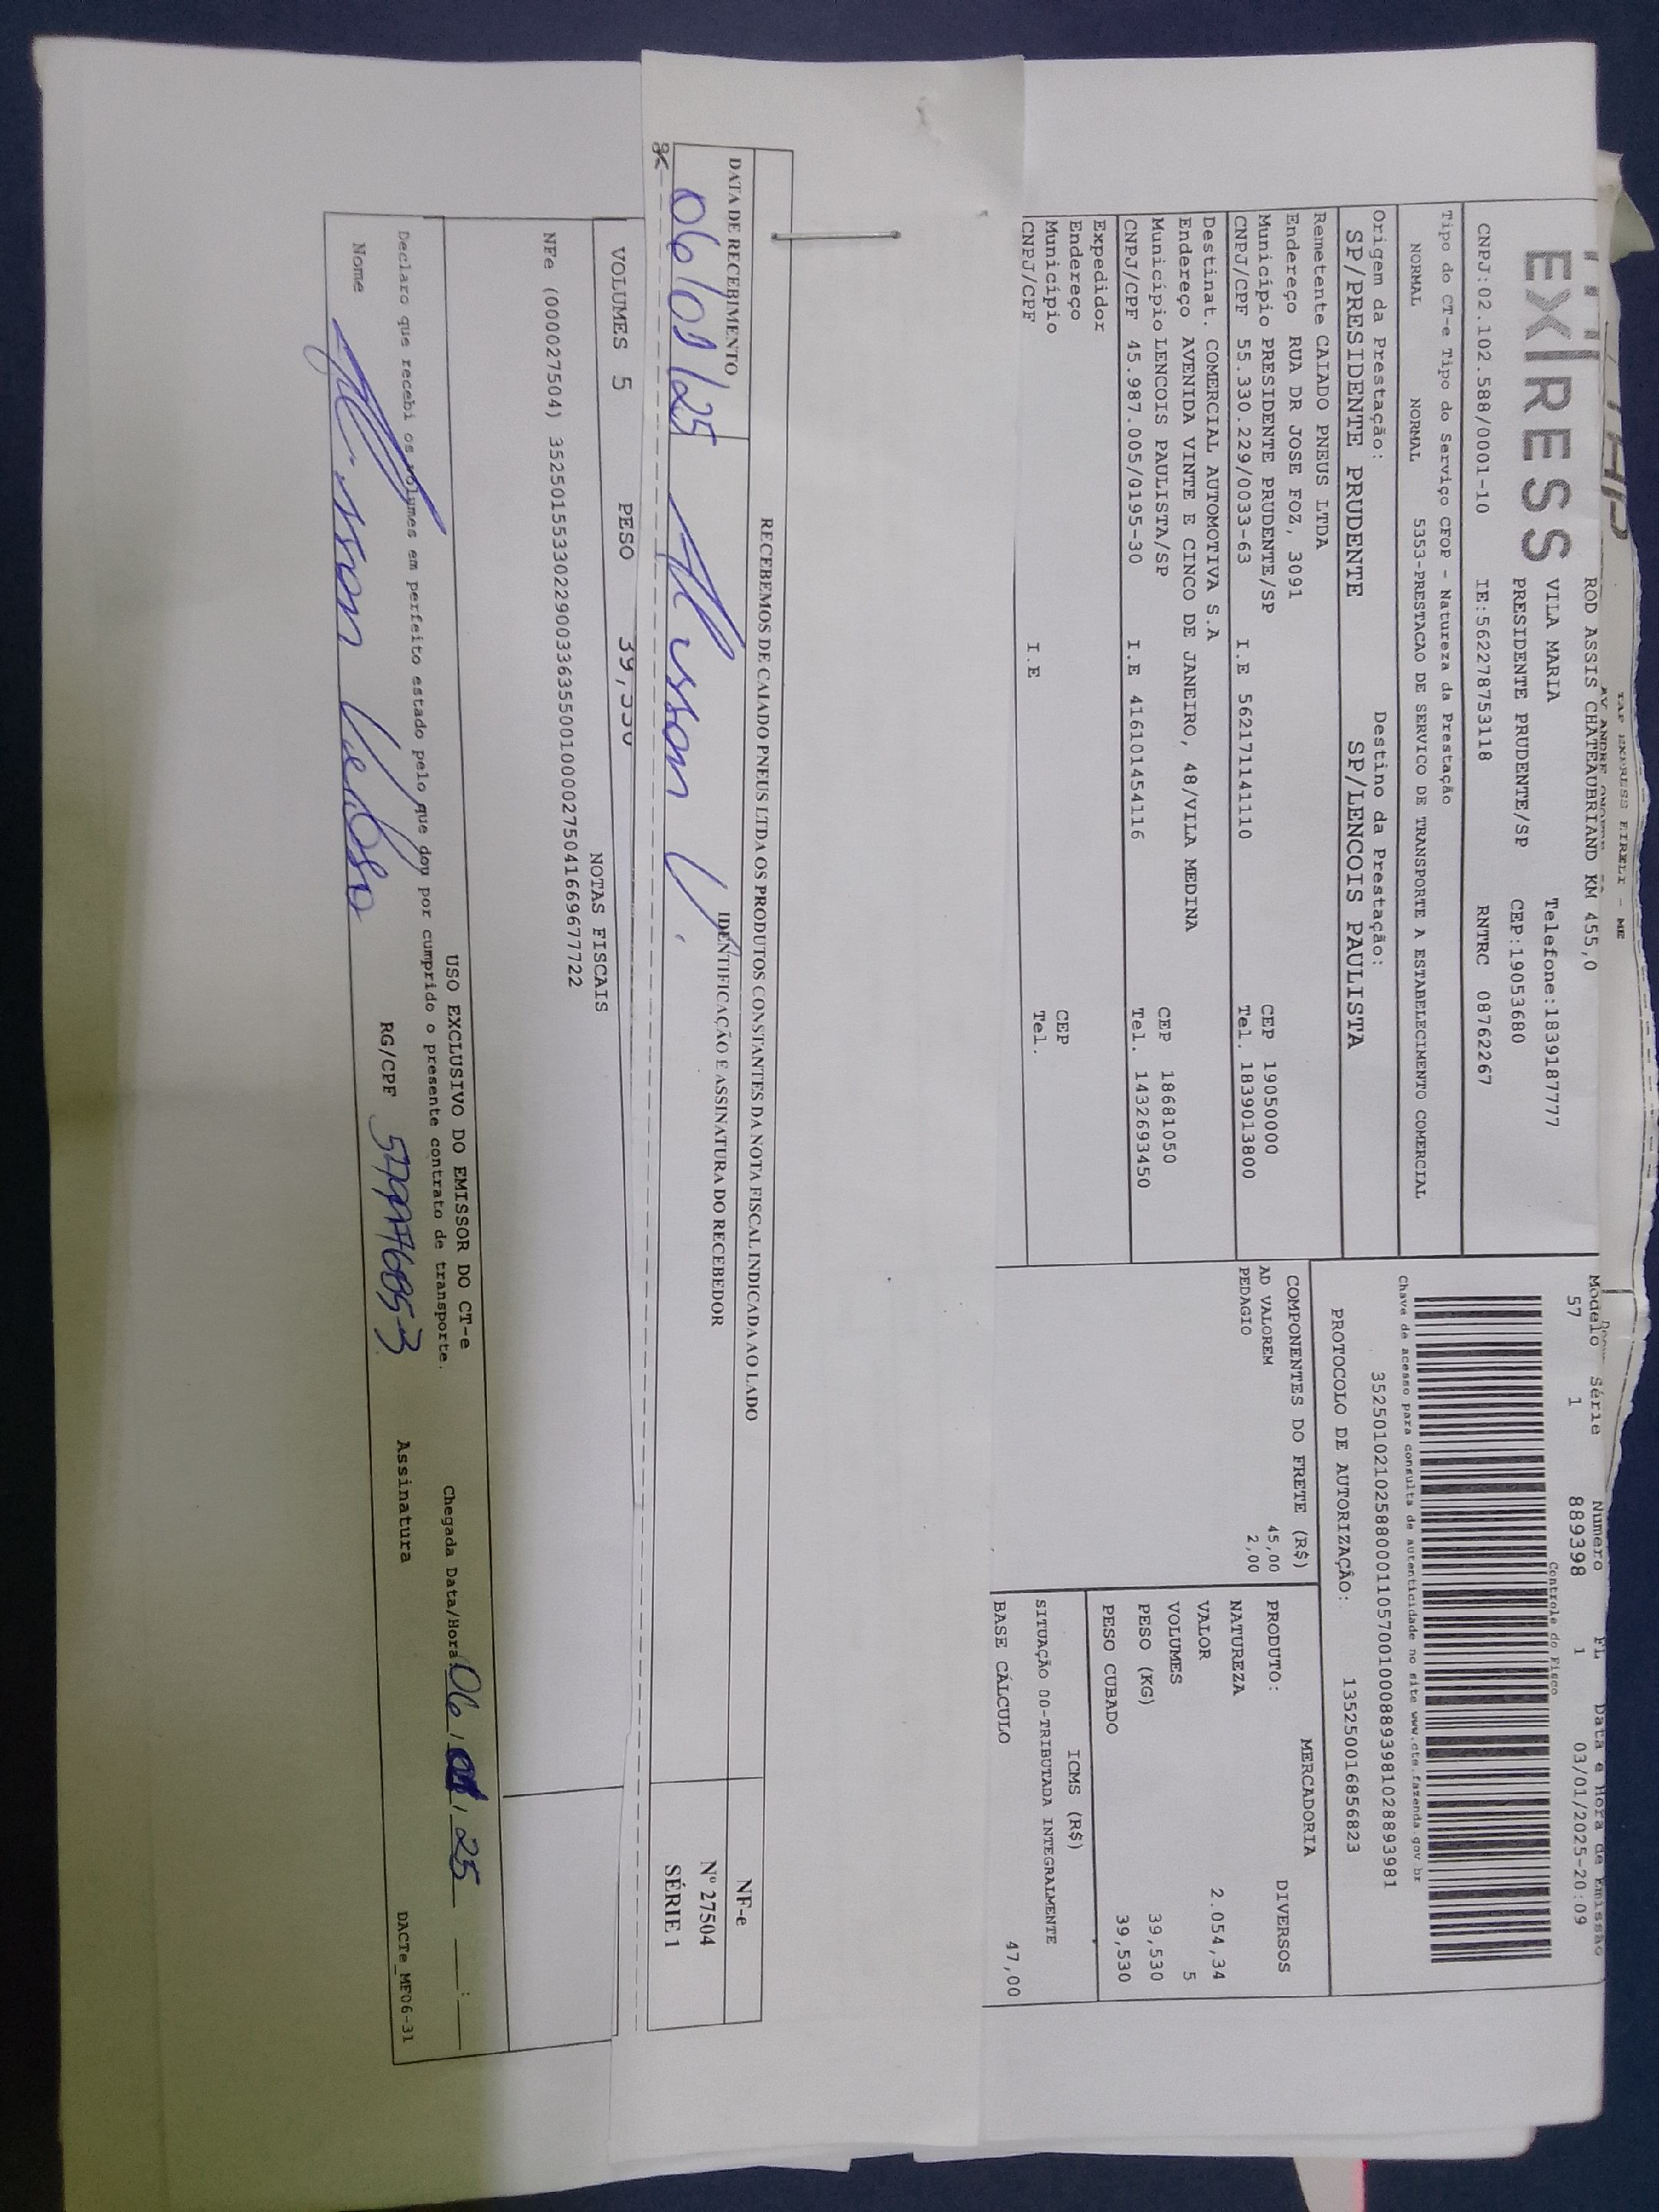 TAP EXPRESS EIRELI - ME
EXPRESS
ROD ASSIS CHATEAUBRIAND KM 455,0
VILA MARIA Telefone:1839187777
PRESIDENTE PRUDENTE/SP CEP:19053680
CNPJ:02.102.588/0001-10 IE:562278753118 RNTRC 08762267
Modelo Série Número FL Data e Hora de Emissão
57 1 889398 1 03/01/2025-20:09
Controle do Fisco
Chave de acesso para consulta de autenticidade no site www.cte.fazenda.gov.br
35250102102588000110570010008893981028893981
PROTOCOLO DE AUTORIZAÇÃO: 135250016856823
Tipo do CT-e Tipo do Serviço CFOP - Natureza da Prestação
NORMAL NORMAL 5353-PRESTACAO DE SERVICO DE TRANSPORTE A ESTABELECIMENTO COMERCIAL
Origem da Prestação: Destino da Prestação:
SP/PRESIDENTE PRUDENTE SP/LENCOIS PAULISTA
Remetente CAIADO PNEUS LTDA
Endereço RUA DR JOSE FOZ, 3091
Município PRESIDENTE PRUDENTE/SP CEP 19050000
CNPJ/CPF 55.330.229/0033-63 I.E 562171141110 Tel. 1839013800
Destinat. COMERCIAL AUTOMOTIVA S.A
Endereço AVENIDA VINTE E CINCO DE JANEIRO, 48/VILA MEDINA
Município LENCOIS PAULISTA/SP CEP 18681050
CNPJ/CPF 45.987.005/0195-30 I.E 416101454116 Tel. 1432693450
Expedidor
Endereço
Município CEP
CNPJ/CPF I.E Tel.
COMPONENTES DO FRETE (R$)
AD VALOREM 45,00
PEDAGIO 2,00
MERCADORIA
PRODUTO: DIVERSOS
NATUREZA
VALOR 2.054,34
VOLUMES 5
PESO (KG) 39,530
PESO CUBADO 39,530
ICMS (R$)
SITUAÇÃO 00-TRIBUTADA INTEGRALMENTE
BASE CÁLCULO 47,00
RECEBEMOS DE CAIADO PNEUS LTDA OS PRODUTOS CONSTANTES DA NOTA FISCAL INDICADA AO LADO
DATA DE RECEBIMENTO IDENTIFICAÇÃO E ASSINATURA DO RECEBEDOR
06/01/25 Alisson V.
NF-e
Nº 27504
SÉRIE 1
VOLUMES 5 PESO 39,530
NOTAS FISCAIS
NFe (000027504) 35250155330229003363550010000275041669677722
USO EXCLUSIVO DO EMISSOR DO CT-e
Declaro que recebi os volumes em perfeito estado pelo que dou por cumprido o presente contrato de transporte.
Chegada Data/Hora 06/01/25 __:__
Nome Alisson Veloso RG/CPF Assinatura
DACTe_MF06-31